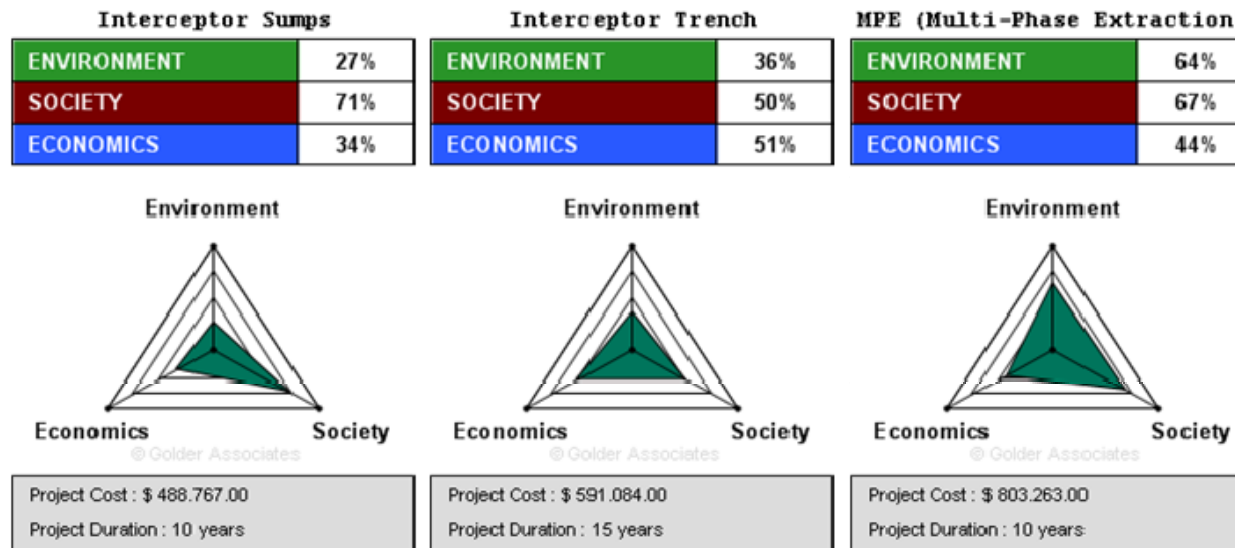 Interceptor Sumps
ENVIRONMENT 27%
SOCIETY 71%
ECONOMICS 34%
Environment
Economics Society
© Golder Associates
Project Cost : $ 488.767.00
Project Duration : 10 years
Interceptor Trench
ENVIRONMENT 36%
SOCIETY 50%
ECONOMICS 51%
Environment
Economics Society
© Golder Associates
Project Cost : $ 591.084.00
Project Duration : 15 years
MPE (Multi-Phase Extraction
ENVIRONMENT 64%
SOCIETY 67%
ECONOMICS 44%
Environment
Economics Society
© Golder Associates
Project Cost : $ 803.263.00
Project Duration : 10 years